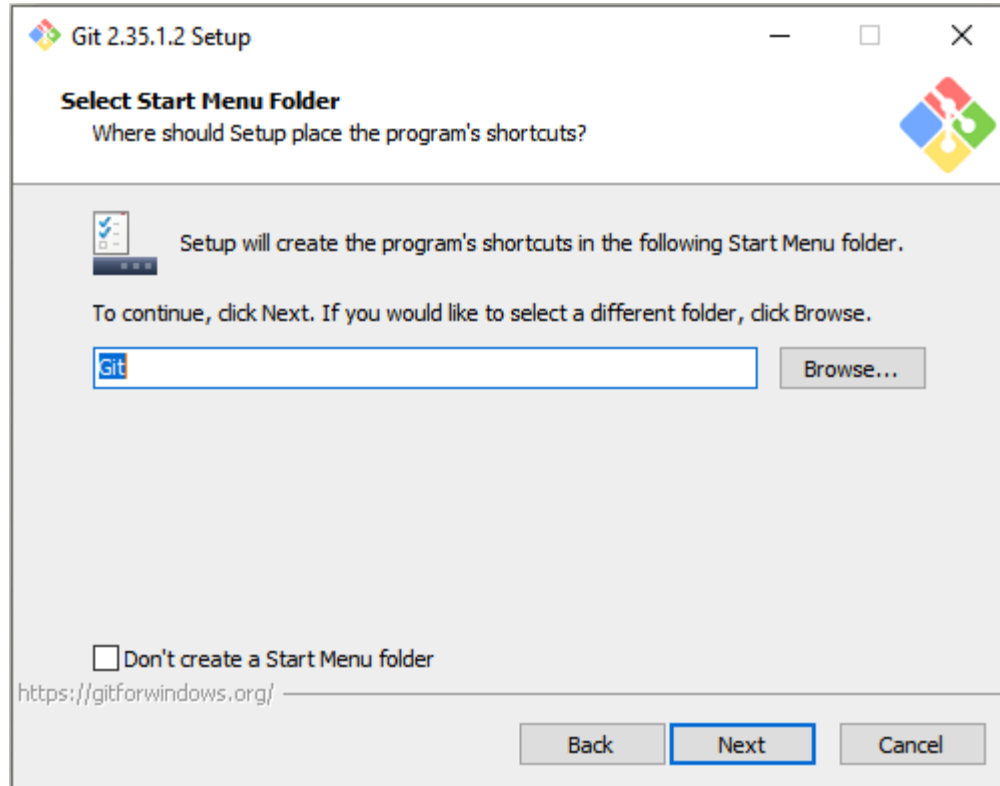 Git 2.35.1.2 Setup
Select Start Menu Folder
Where should Setup place the program's shortcuts?
Setup will create the program's shortcuts in the following Start Menu folder.
To continue, click Next. If you would like to select a different folder, click Browse.
Git
Browse...
Don't create a Start Menu folder
https://gitforwindows.org/
Back
Next
Cancel